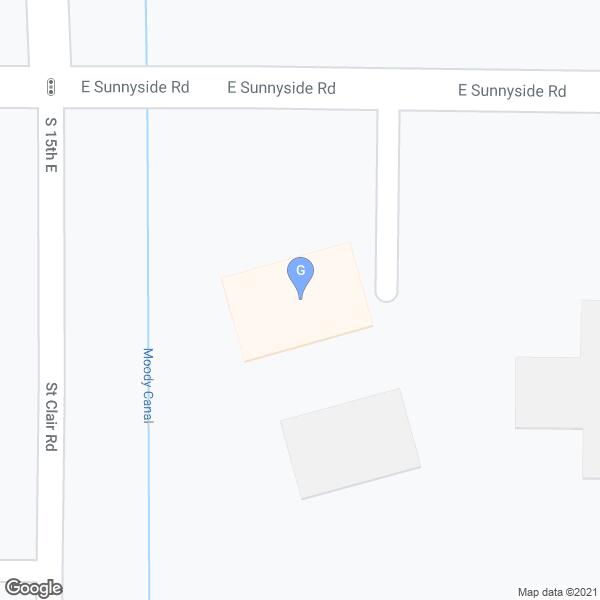 E Sunnyside Rd
E Sunnyside Rd
E Sunnyside Rd
S 15th E
G
Moody Canal
St Clair Rd
Google
Map data ©2021